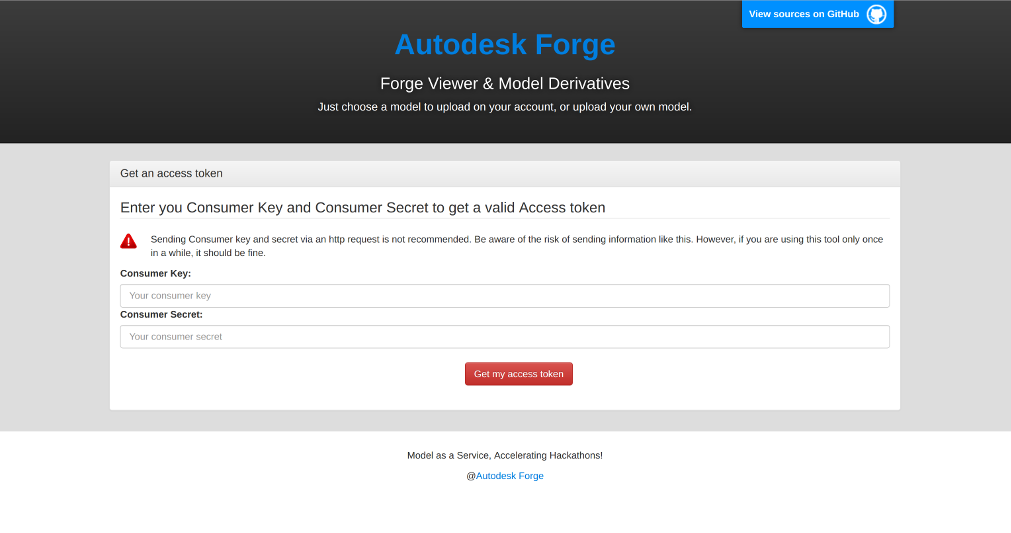 View sources on GitHub
Autodesk Forge
Forge Viewer & Model Derivatives
Just choose a model to upload on your account, or upload your own model.
Get an access token
Enter you Consumer Key and Consumer Secret to get a valid Access token
Sending Consumer key and secret via an http request is not recommended. Be aware of the risk of sending information like this. However, if you are using this tool only once
in a while, it should be fine.
Consumer Key:
Your consumer key
Consumer Secret:
Your consumer secret
Get my access token
Model as a Service, Accelerating Hackathons!
@Autodesk Forge